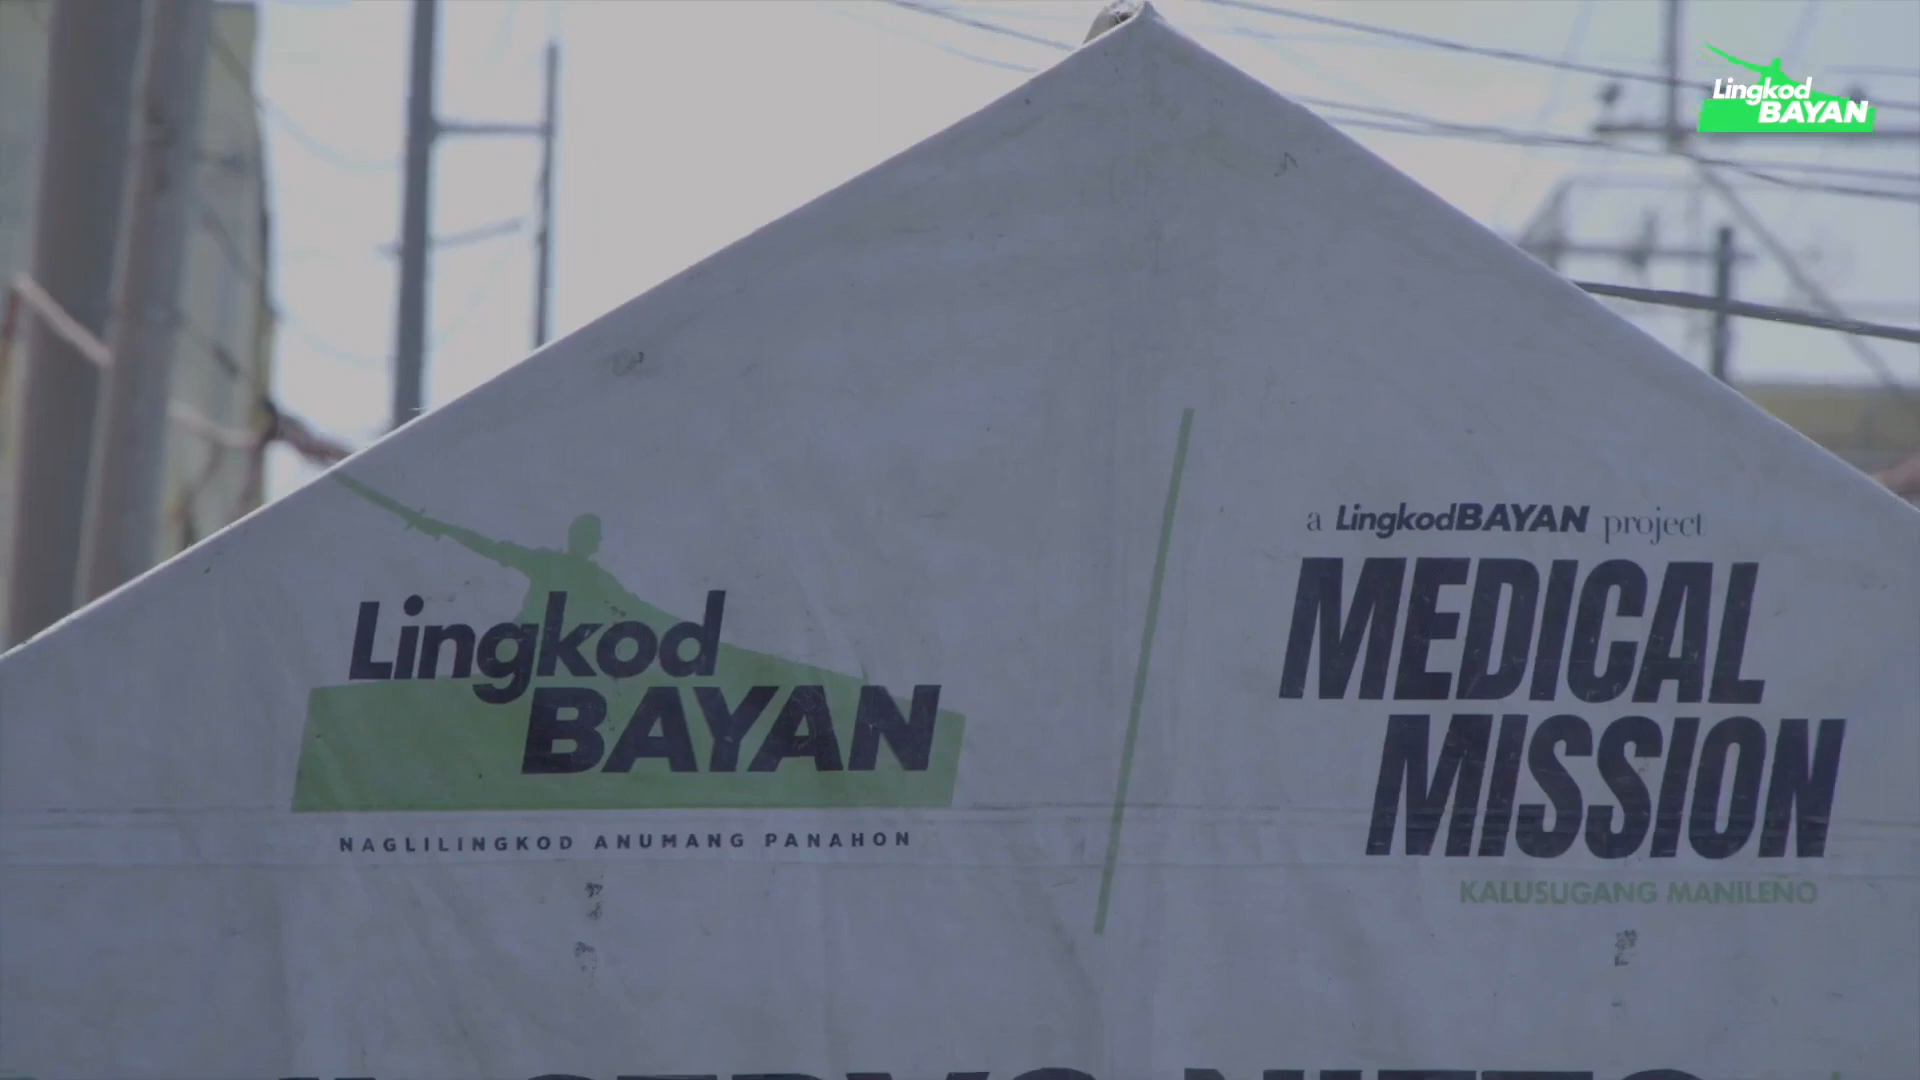 Lingkod
BAYAN
Lingkod
BAYAN
NAGLILINGKOD ANUMANG PANAHON
a LingkodBAYAN project
MEDICAL
MISSION
KALUSUGANG MANILEÑO